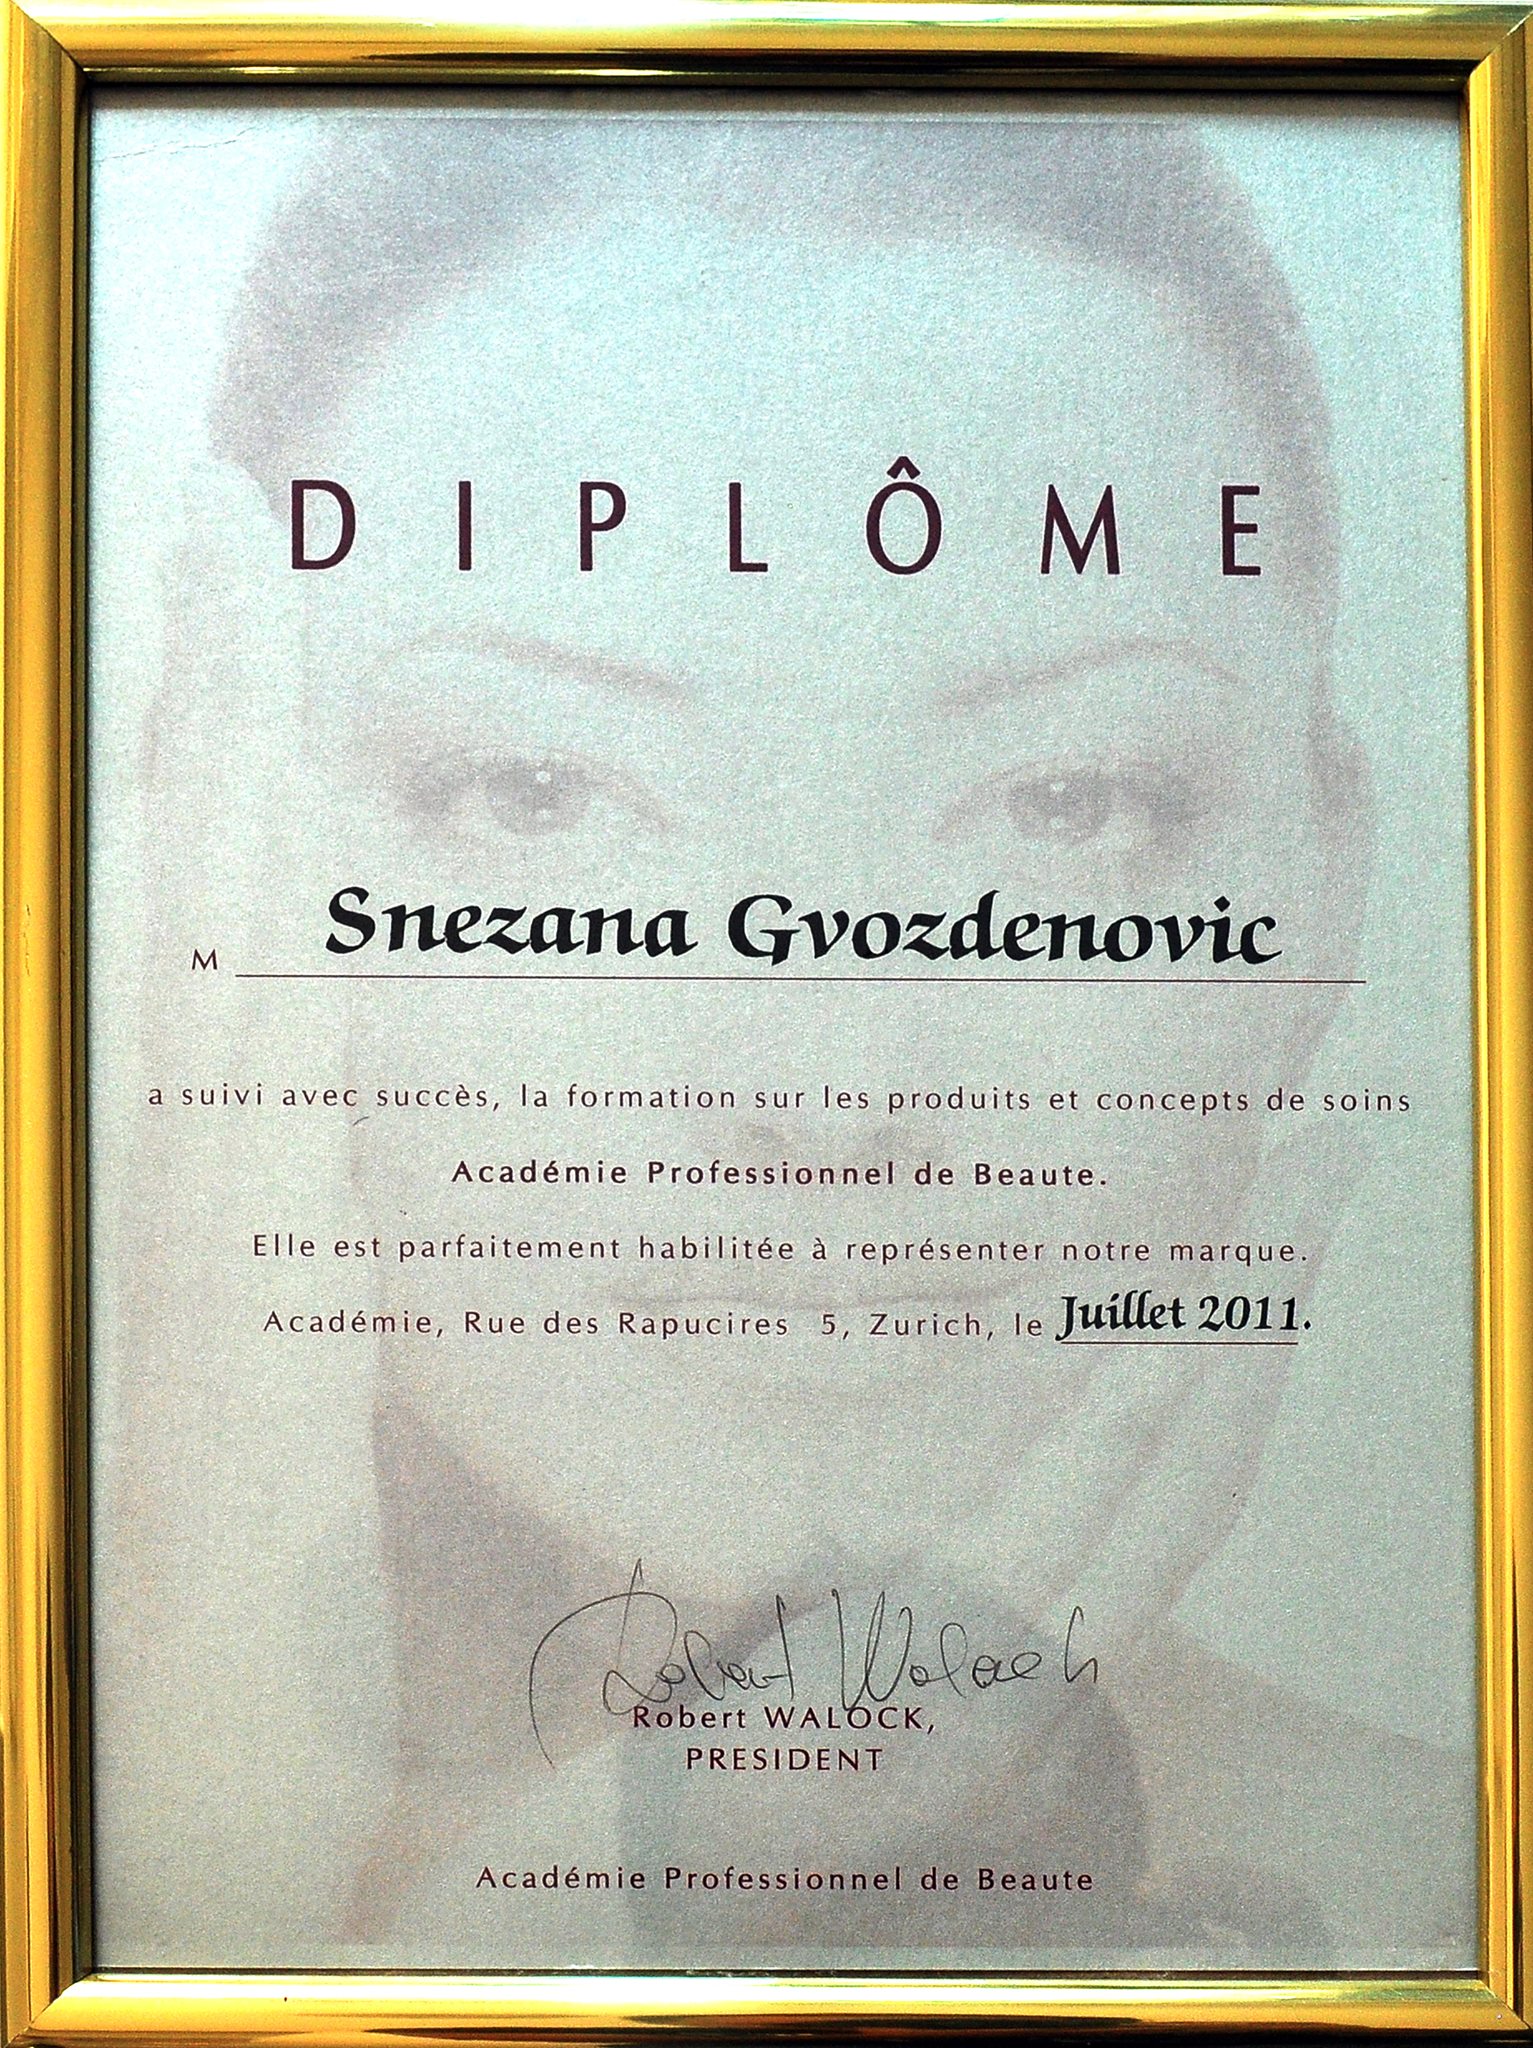 DIPLÔME
M Snezana Gvozdenovic
a suivi avec succès, la formation sur les produits et concepts de soins
Académie Professionnel de Beaute.
Elle est parfaitement habilitée à représenter notre marque.
Académie, Rue des Rapucires 5, Zurich, le Juillet 2011.
Robert Walock
Robert WALOCK,
PRESIDENT
Académie Professionnel de Beaute